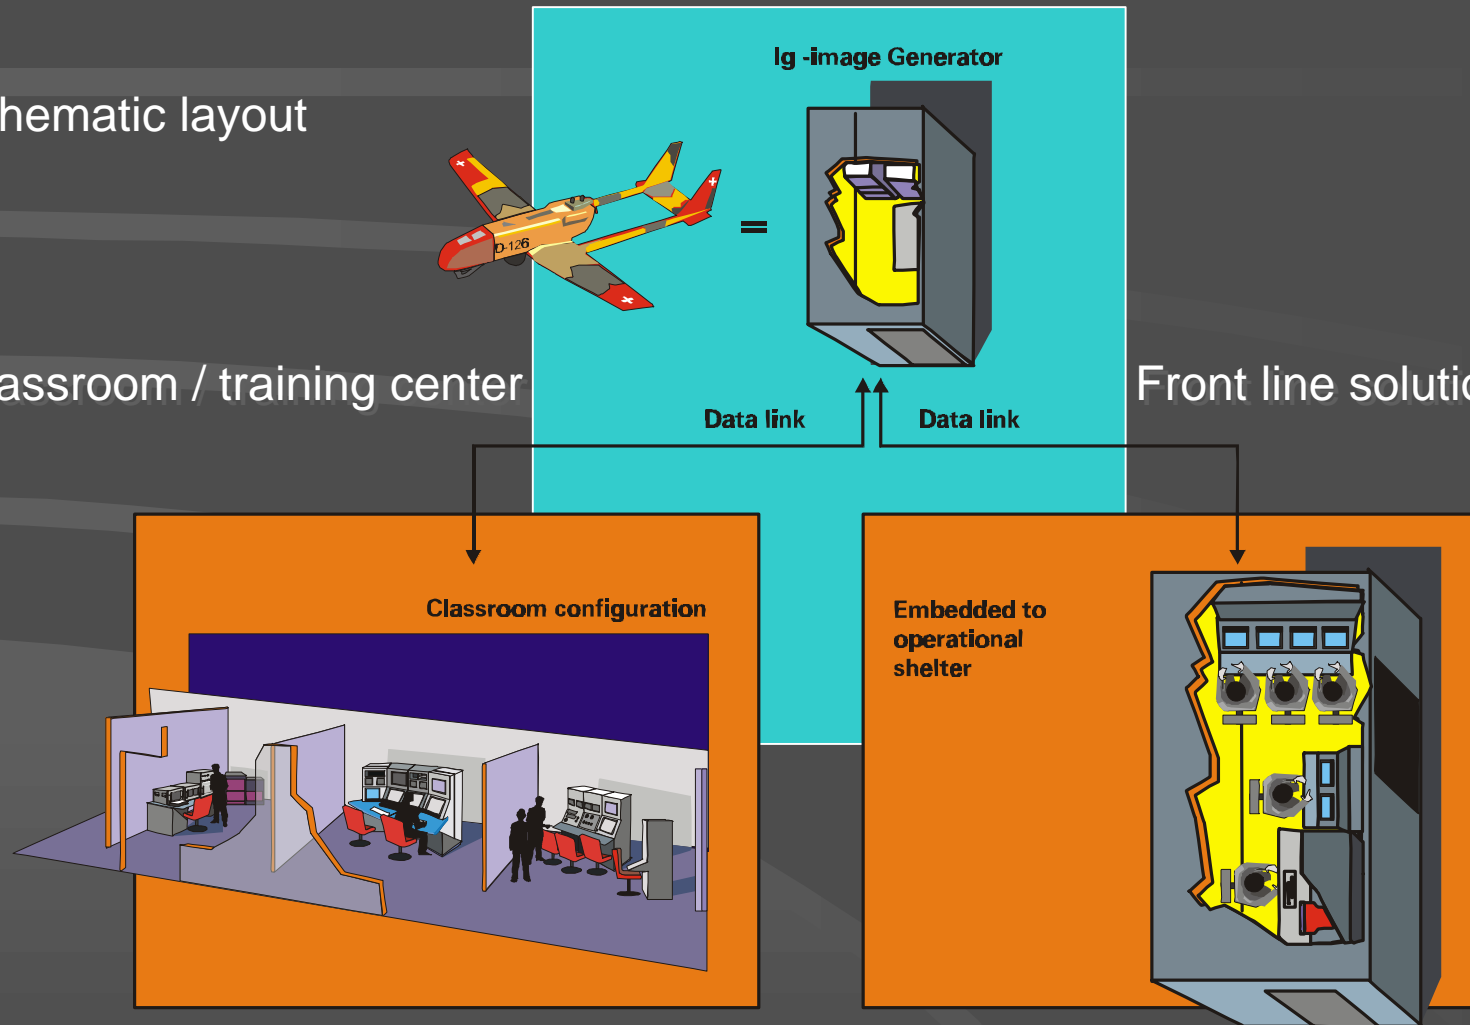 Ig -image Generator
hematic layout
D-126
=
assroom / training center
Front line solutio
Data link
Data link
Classroom configuration
Embedded to
operational
shelter